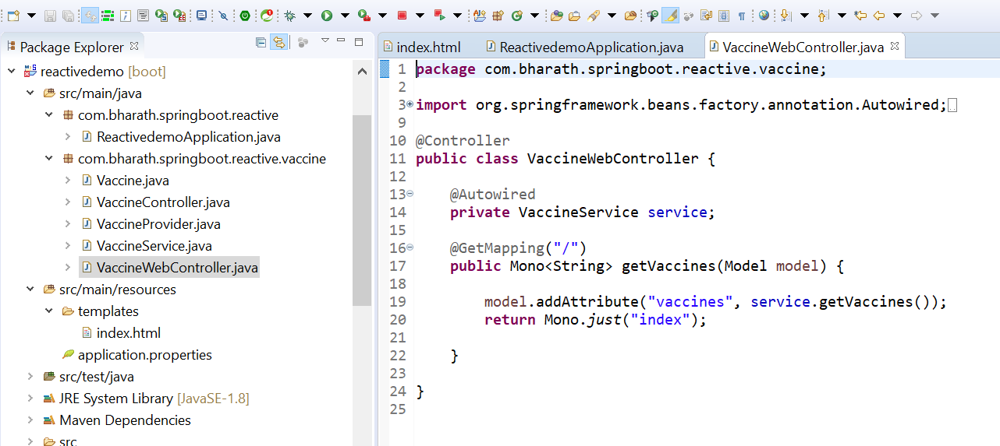 Package Explorer
index.html
ReactivedemoApplication.java
VaccineWebController.java
reactivedemo [boot]
src/main/java
com.bharath.springboot.reactive
ReactivedemoApplication.java
com.bharath.springboot.reactive.vaccine
Vaccine.java
VaccineController.java
VaccineProvider.java
VaccineService.java
VaccineWebController.java
src/main/resources
templates
index.html
application.properties
src/test/java
JRE System Library [JavaSE-1.8]
Maven Dependencies
src
1 package com.bharath.springboot.reactive.vaccine;
2
3 import org.springframework.beans.factory.annotation.Autowired;
9
10 @Controller
11 public class VaccineWebController {
12
13 @Autowired
14 private VaccineService service;
15
16 @GetMapping("/")
17 public Mono<String> getVaccines(Model model) {
18
19 model.addAttribute("vaccines", service.getVaccines());
20 return Mono.just("index");
21
22 }
23
24 }
25